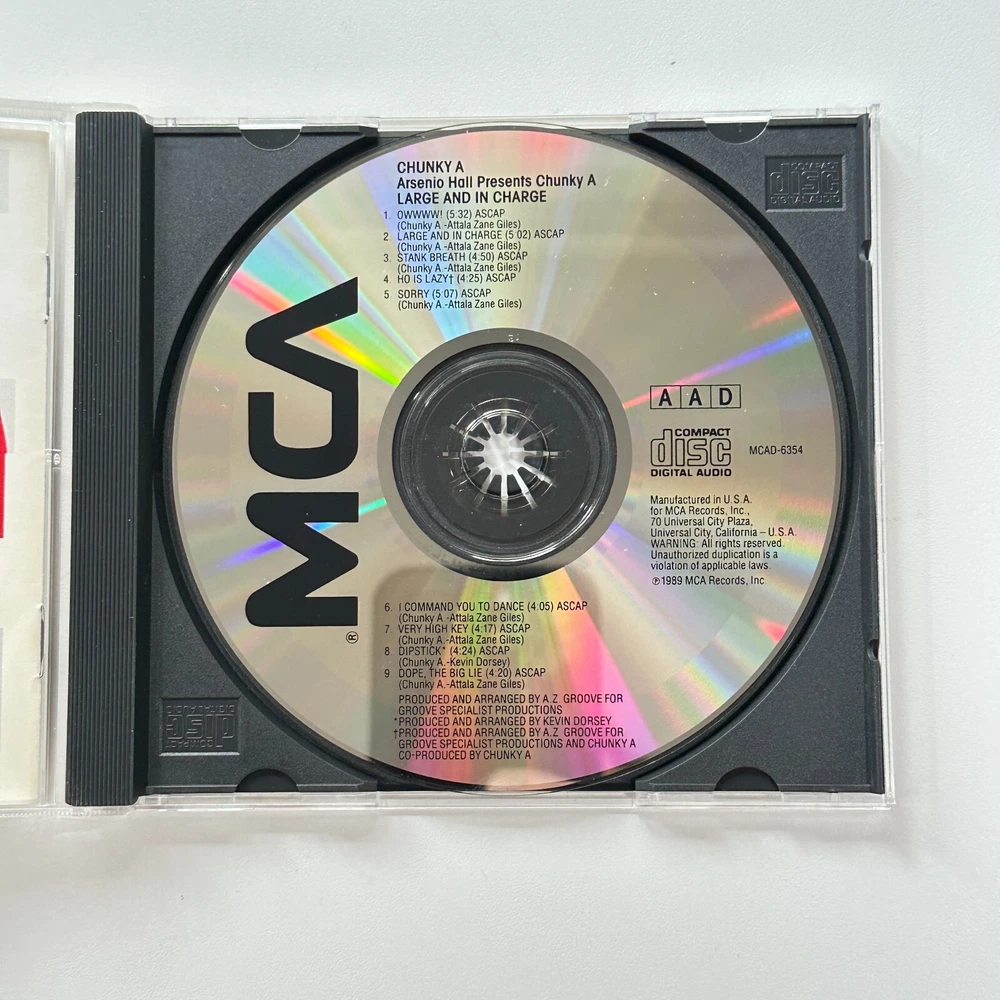 CHUNKY A
Arsenio Hall Presents Chunky A
LARGE AND IN CHARGE
1. OWWWW! (5:32) ASCAP
(Chunky A.-Attala Zane Giles)
2. LARGE AND IN CHARGE (5:02) ASCAP
(Chunky A.-Attala Zane Giles)
3. STANK BREATH (4:50) ASCAP
(Chunky A.-Attala Zane Giles)
4. HO IS LAZY† (4:25) ASCAP
5 SORRY (5:07) ASCAP
(Chunky A.-Attala Zane Giles)
MCA
®
A A D
COMPACT
disc
DIGITAL AUDIO
MCAD-6354
Manufactured in U.S.A.
for MCA Records, Inc.,
70 Universal City Plaza,
Universal City, California – U.S.A.
WARNING: All rights reserved.
Unauthorized duplication is a
violation of applicable laws.
℗1989 MCA Records, Inc
6. I COMMAND YOU TO DANCE (4:05) ASCAP
(Chunky A.-Attala Zane Giles)
7. VERY HIGH KEY (4:17) ASCAP
(Chunky A.-Attala Zane Giles)
8 DIPSTICK* (4:24) ASCAP
(Chunky A.-Kevin Dorsey)
9 DOPE, THE BIG LIE (4:20) ASCAP
(Chunky A.-Attala Zane Giles)
PRODUCED AND ARRANGED BY A.Z. GROOVE FOR
GROOVE SPECIALIST PRODUCTIONS
*PRODUCED AND ARRANGED BY KEVIN DORSEY
†PRODUCED AND ARRANGED BY A.Z. GROOVE FOR
GROOVE SPECIALIST PRODUCTIONS AND CHUNKY A
CO-PRODUCED BY CHUNKY A
COMPACT
disc
DIGITAL AUDIO
COMPACT
disc
DIGITAL AUDIO